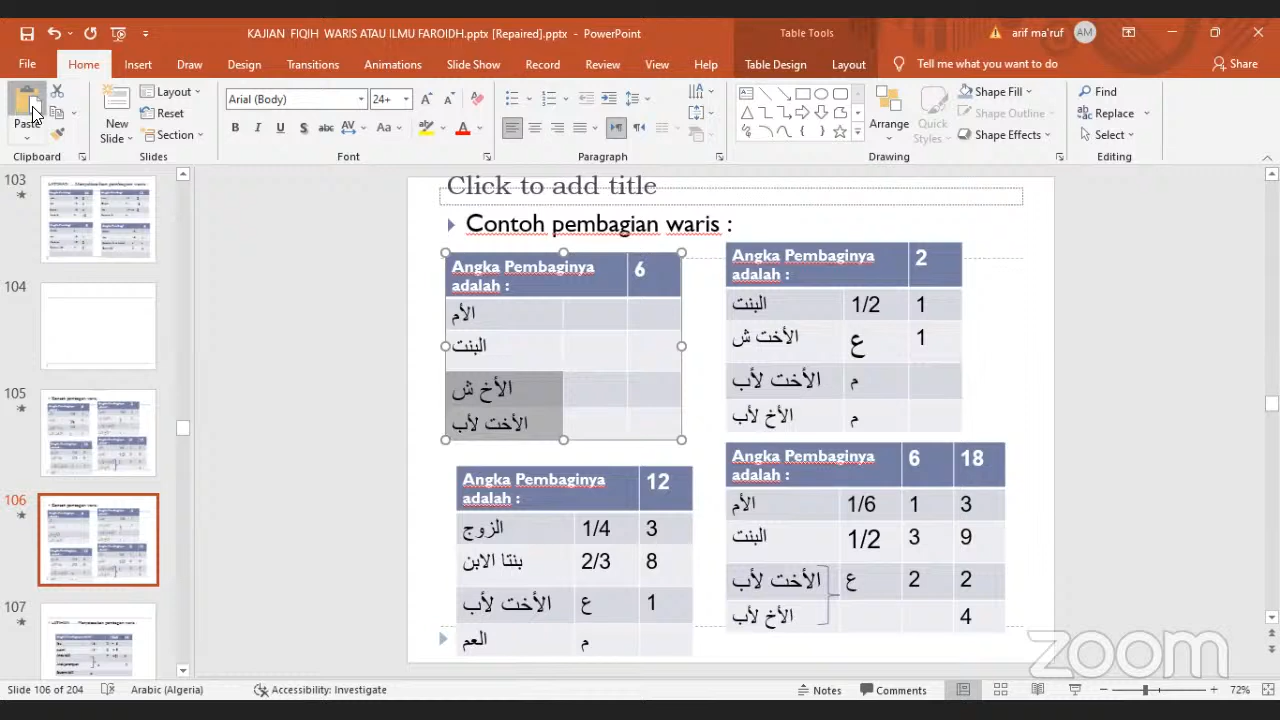 KAJIAN FIQIH WARIS ATAU ILMU FAROIDH.pptx [Repaired].pptx - PowerPoint
Table Tools
arif ma'ruf
AM
File
Home
Insert
Draw
Design
Transitions
Animations
Slide Show
Record
Review
View
Help
Table Design
Layout
Tell me what you want to do
Share
Paste
Clipboard
New
Slide
Layout
Reset
Section
Slides
Arial (Body)
24+
B I U S abc AV Aa A
Font
Paragraph
Arrange
Quick
Styles
Shape Fill
Shape Outline
Shape Effects
Drawing
Find
Replace
Select
Editing
103
104
105
106
107
Click to add title
Contoh pembagian waris :
Angka Pembaginya
adalah :
6
الأم
البنت
الأخ ش
الأخت لأب
Angka Pembaginya
adalah :
2
البنت 1/2 1
الأخت ش ع 1
الأخت لأب م
الأخ لأب م
Angka Pembaginya
adalah :
12
الزوج 1/4 3
بنتا الابن 2/3 8
الأخت لأب ع 1
العم م
Angka Pembaginya
adalah :
6 18
الأم 1/6 1 3
البنت 1/2 3 9
الأخت لأب ع 2 2
الأخ لأب 4
zoom
Slide 106 of 204
Arabic (Algeria)
Accessibility: Investigate
Notes
Comments
72%